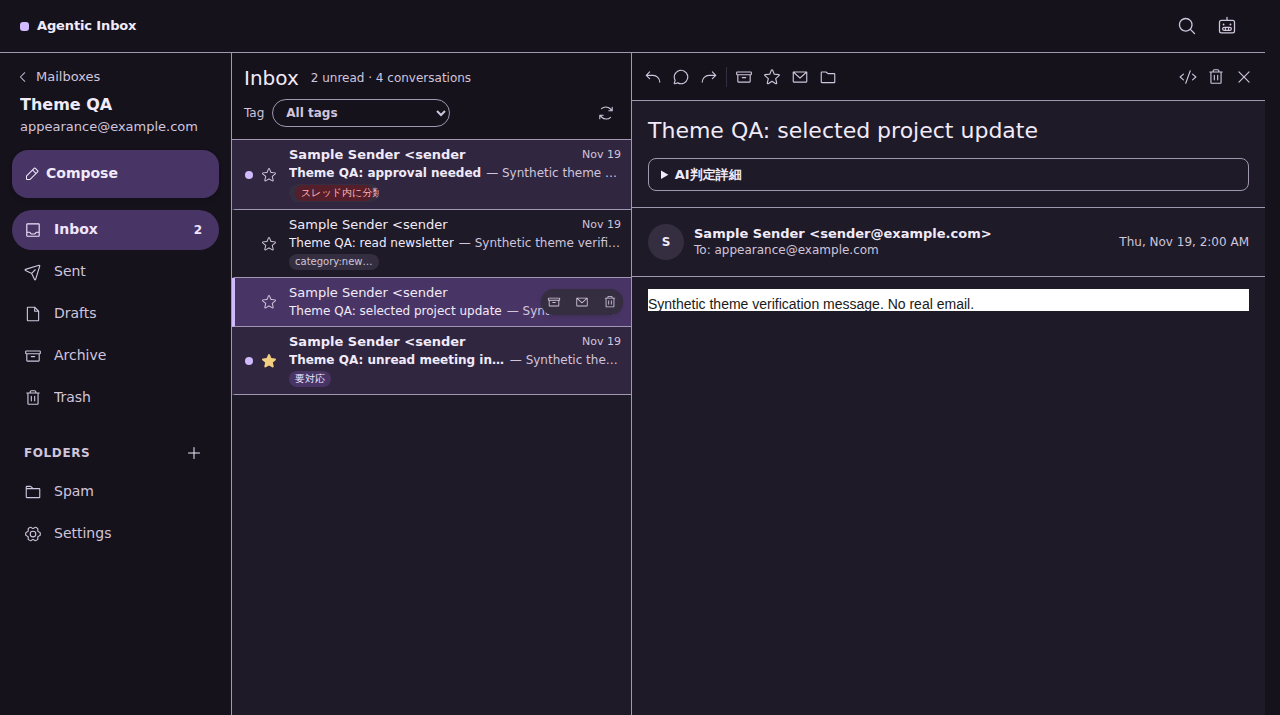 Agentic Inbox
Mailboxes
Theme QA
appearance@example.com
Compose
Inbox 2
Sent
Drafts
Archive
Trash
FOLDERS
Spam
Settings
Inbox 2 unread · 4 conversations
Tag All tags
Sample Sender <sender Nov 19
Theme QA: approval needed — Synthetic theme …
スレッド内に分類
Sample Sender <sender Nov 19
Theme QA: read newsletter — Synthetic theme verifi…
category:new…
Sample Sender <sender
Theme QA: selected project update — Syn
Sample Sender <sender Nov 19
Theme QA: unread meeting in… — Synthetic the…
要対応
Theme QA: selected project update
AI判定詳細
S
Sample Sender <sender@example.com> Thu, Nov 19, 2:00 AM
To: appearance@example.com
Synthetic theme verification message. No real email.